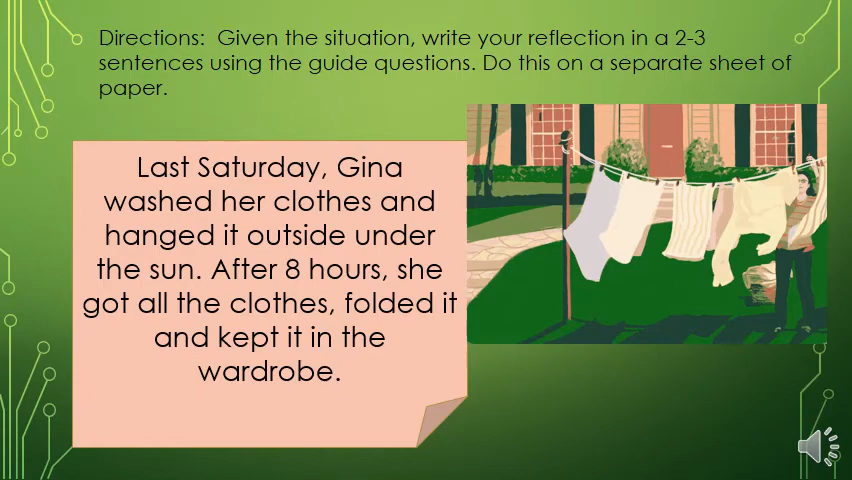 Directions:  Given the situation, write your reflection in a 2-3
sentences using the guide questions. Do this on a separate sheet of
paper.
Last Saturday, Gina
washed her clothes and
hanged it outside under
the sun. After 8 hours, she
got all the clothes, folded it
and kept it in the
wardrobe.